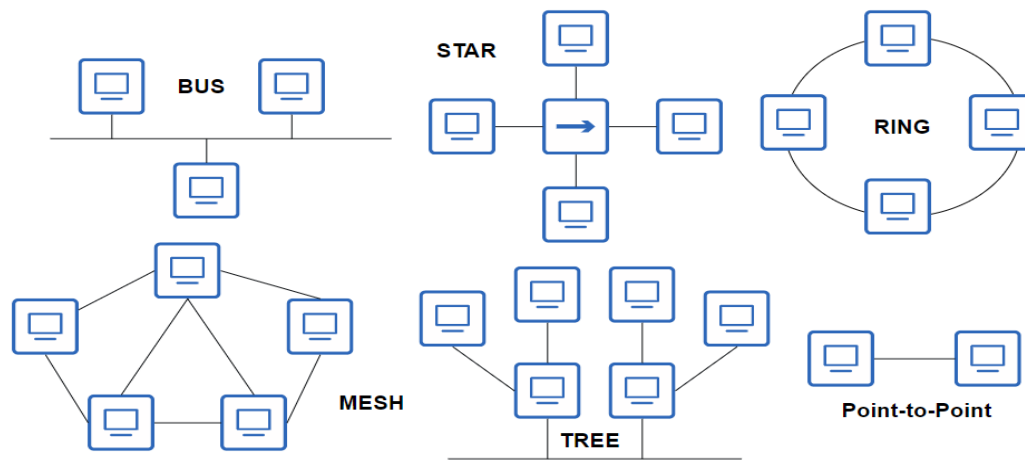 BUS
STAR
RING
MESH
TREE
Point-to-Point